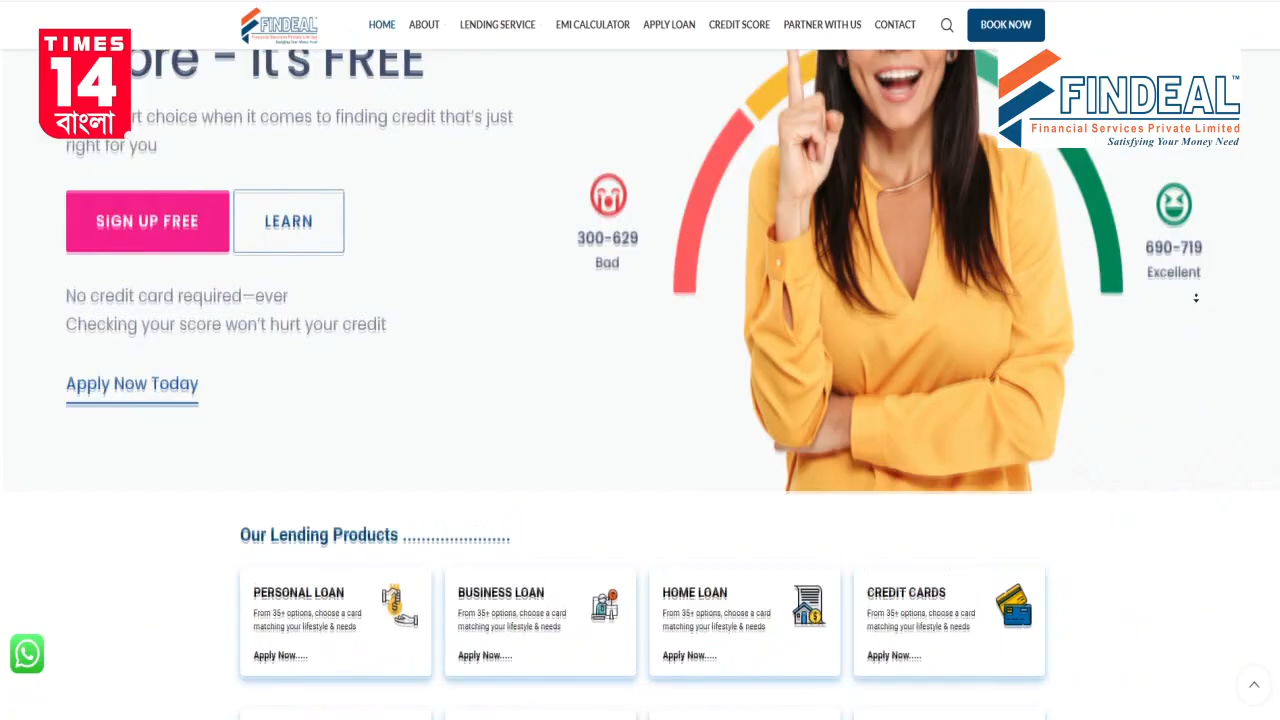 FINDEAL
HOME ABOUT LENDING SERVICE EMI CALCULATOR APPLY LOAN CREDIT SCORE PARTNER WITH US CONTACT BOOK NOW
TIMES
14
বাংলা
FINDEAL™
Financial Services Private Limited
Satisfying Your Money Need
ore – it's FREE
rt choice when it comes to finding credit that's just
right for you
SIGN UP FREE LEARN
300-629
Bad
690-719
Excellent
No credit card required—ever
Checking your score won't hurt your credit
Apply Now Today
Our Lending Products .......................
PERSONAL LOAN
From 35+ options, choose a card
matching your lifestyle & needs
Apply Now.....
BUSINESS LOAN
From 35+ options, choose a card
matching your lifestyle & needs
Apply Now.....
HOME LOAN
From 35+ options, choose a card
matching your lifestyle & needs
Apply Now.....
CREDIT CARDS
From 35+ options, choose a card
matching your lifestyle & needs
Apply Now.....